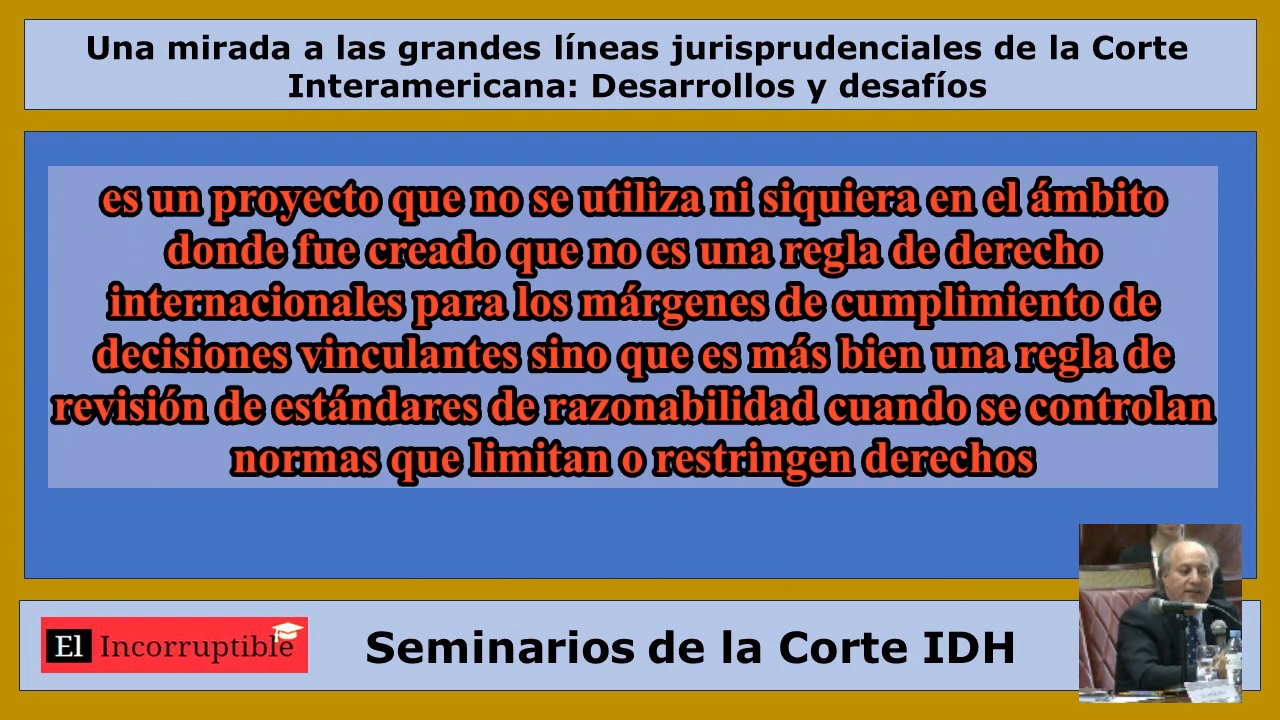 Una mirada a las grandes líneas jurisprudenciales de la Corte
Interamericana: Desarrollos y desafíos
es un proyecto que no se utiliza ni siquiera en el ámbito
donde fue creado que no es una regla de derecho
internacionales para los márgenes de cumplimiento de
decisiones vinculantes sino que es más bien una regla de
revisión de estándares de razonabilidad cuando se controlan
normas que limitan o restringen derechos
El Incorruptible
Seminarios de la Corte IDH